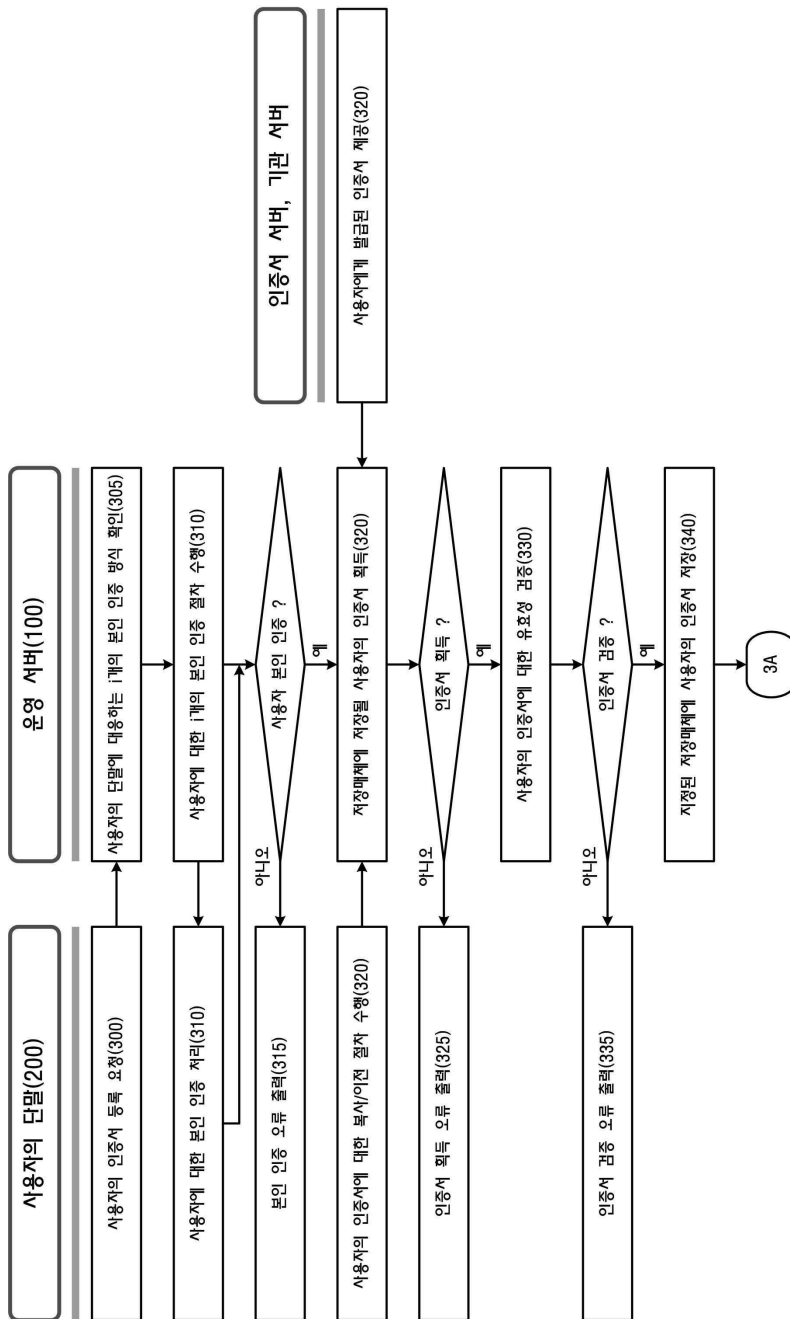 사용자의 단말(200)
운영 서버(100)
인증서 서버, 기관 서버
사용자의 인증서 등록 요청(300)
사용자의 단말에 대응하는 i개의 본인 인증 방식 확인(305)
사용자에 대한 본인 인증 처리(310)
사용자에 대한 i개의 본인 인증 절차 수행(310)
본인 인증 오류 출력(315)
아니오
사용자 본인 인증 ?
예
사용자의 인증서에 대한 복사/이전 절차 수행(320)
저장매체에 저장될 사용자의 인증서 획득(320)
사용자에게 발급된 인증서 제공(320)
인증서 획득 오류 출력(325)
아니오
인증서 획득 ?
예
사용자의 인증서에 대한 유효성 검증(330)
인증서 검증 오류 출력(335)
아니오
인증서 검증 ?
예
지정된 저장매체에 사용자의 인증서 저장(340)
3A